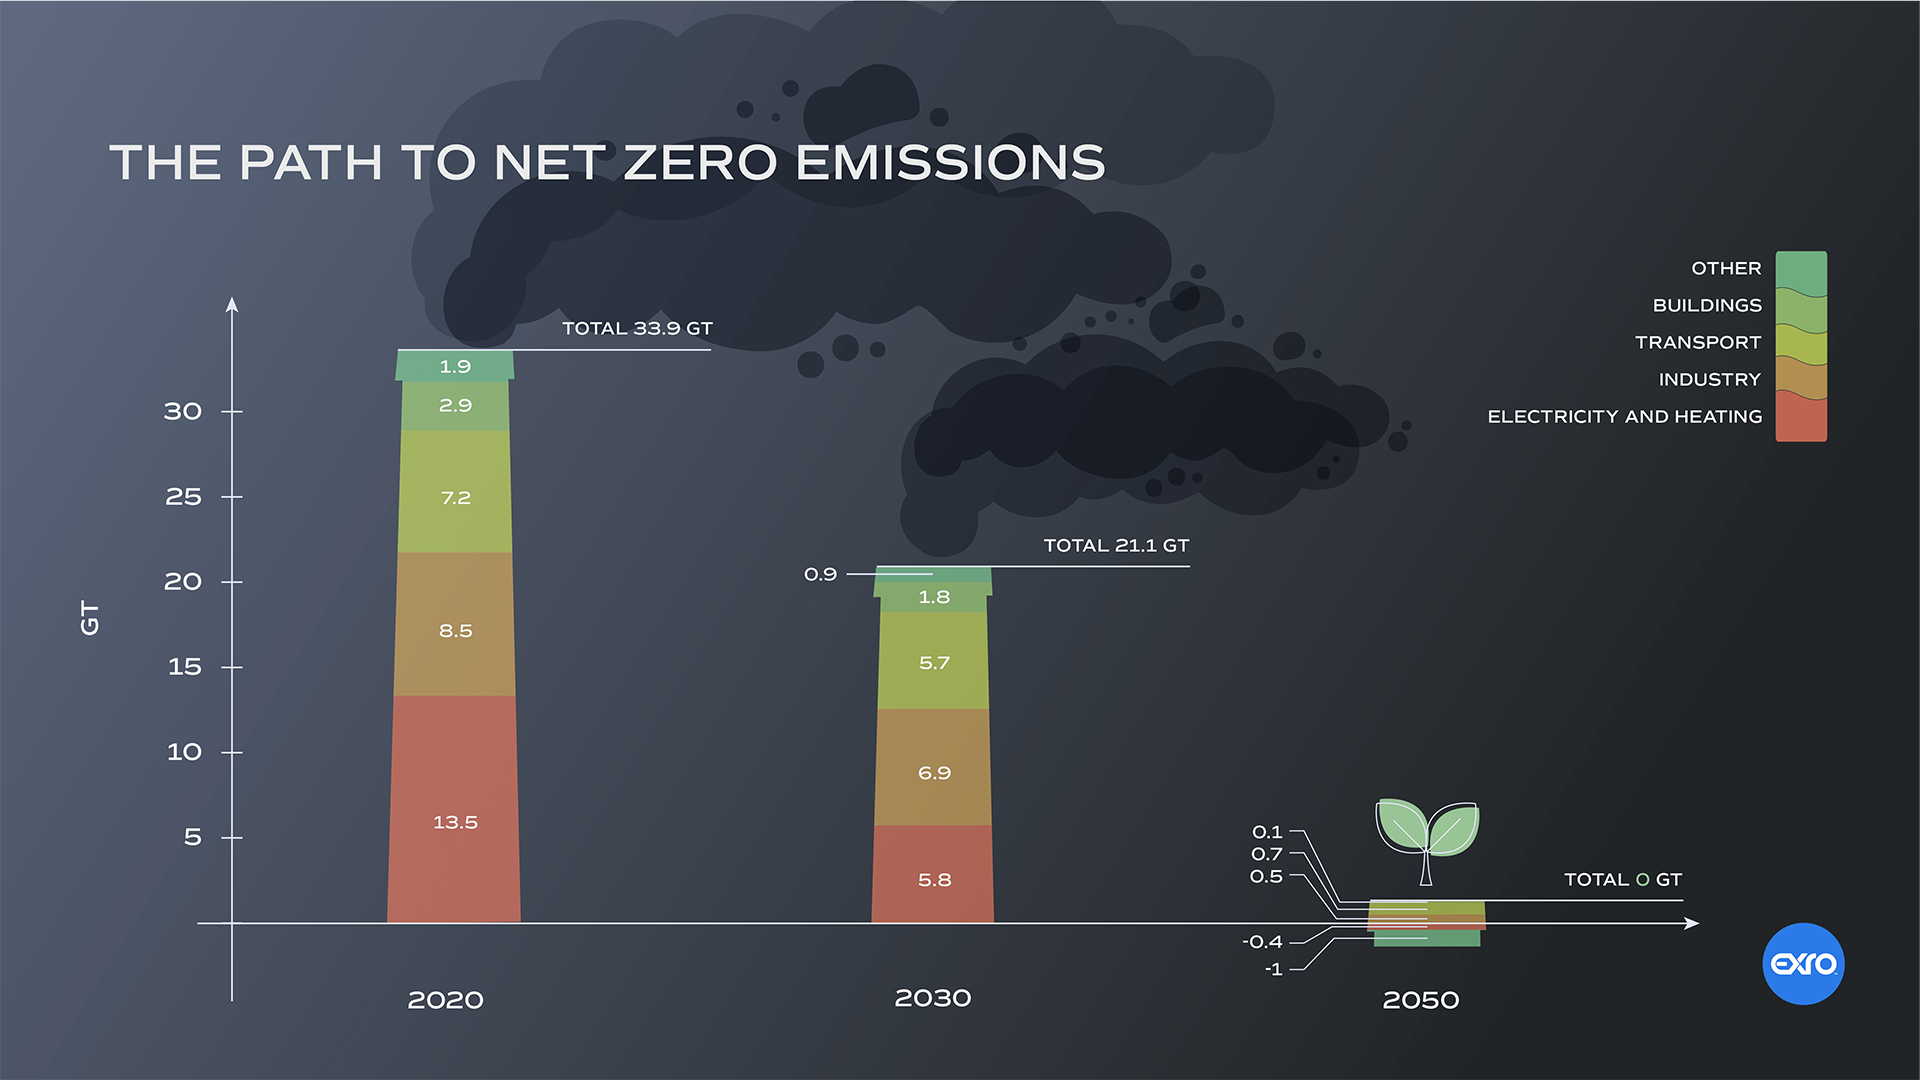 THE PATH TO NET ZERO EMISSIONS
OTHER
BUILDINGS
TRANSPORT
INDUSTRY
ELECTRICITY AND HEATING
GT
30
25
20
15
10
5
TOTAL 33.9 GT
1.9
2.9
7.2
8.5
13.5
TOTAL 21.1 GT
0.9
1.8
5.7
6.9
5.8
TOTAL 0 GT
0.1
0.7
0.5
-0.4
-1
2020
2030
2050
exro